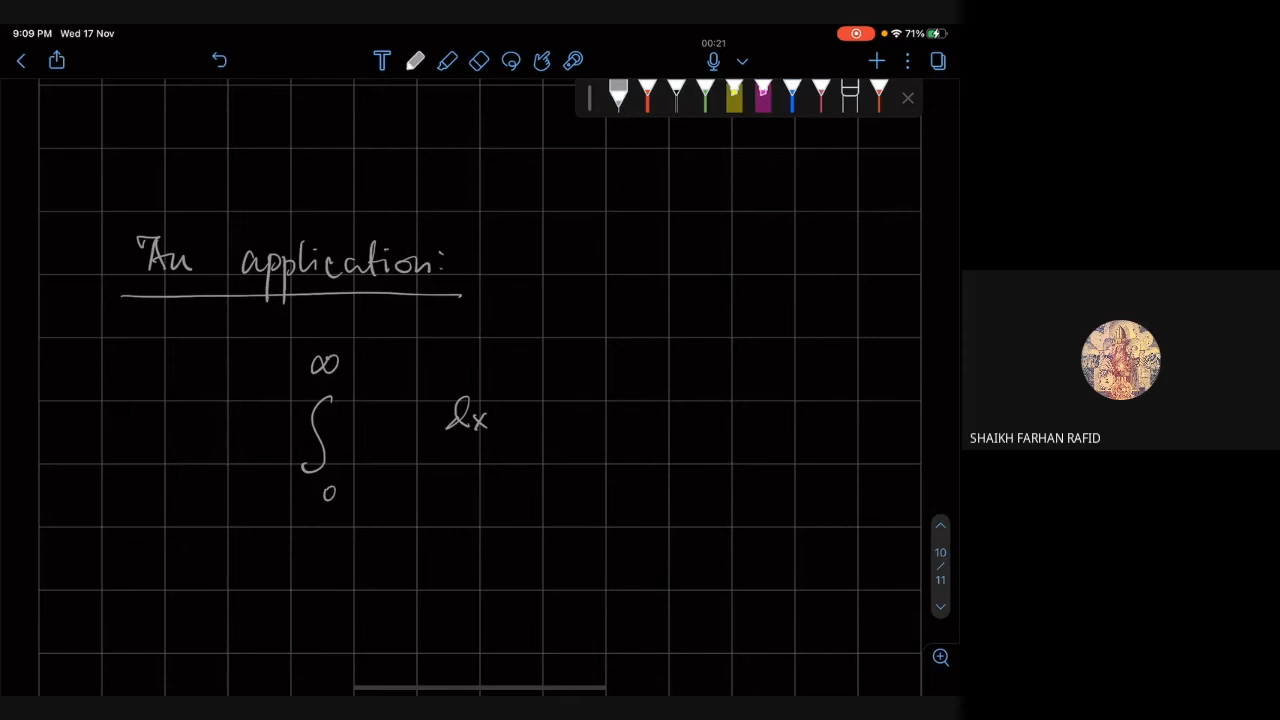 9:09 PM Wed 17 Nov
71%
00:21
An application:
∞
∫ dx
0
10
/
11
SHAIKH FARHAN RAFID